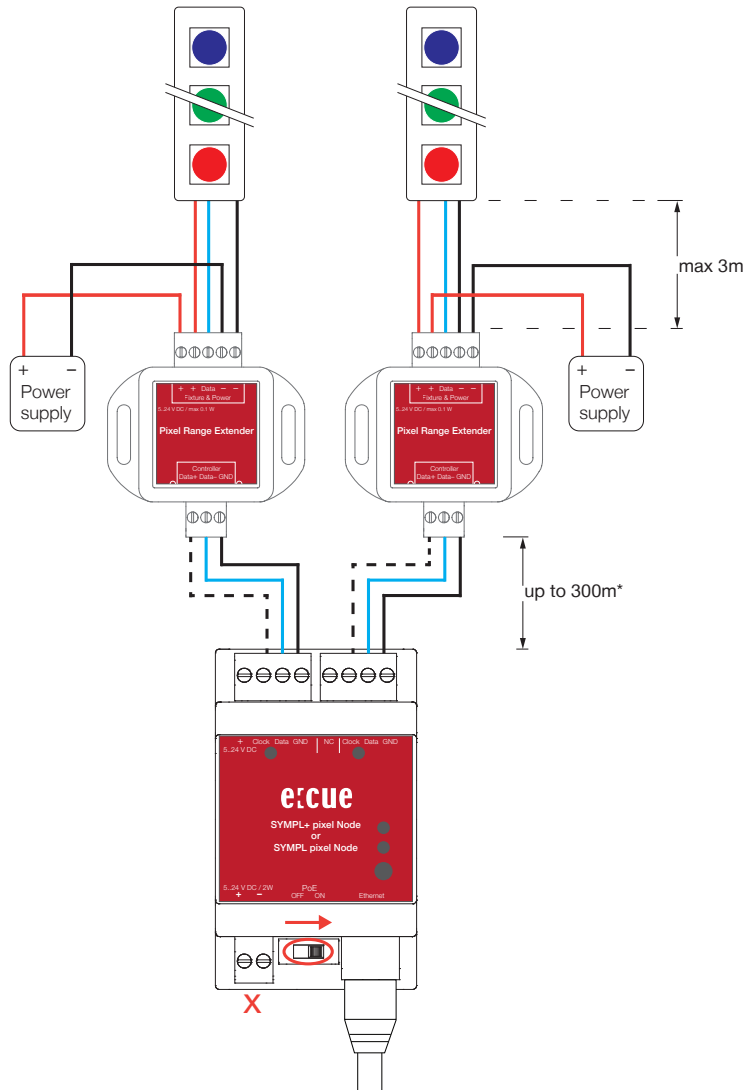 max 3m
+ −
Power
supply
+ + Data − −
Fixture & Power
5..24 V DC / max 0.1 W
Pixel Range Extender
Controller
Data+ Data− GND
+ + Data − −
Fixture & Power
5..24 V DC / max 0.1 W
Pixel Range Extender
Controller
Data+ Data− GND
+ −
Power
supply
up to 300m*
+ Clock Data GND | NC | Clock Data GND
5..24 V DC
e:cue
SYMPL+ pixel Node
or
SYMPL pixel Node
5..24 V DC / 2W
+ −
PoE
OFF ON
Ethernet
X